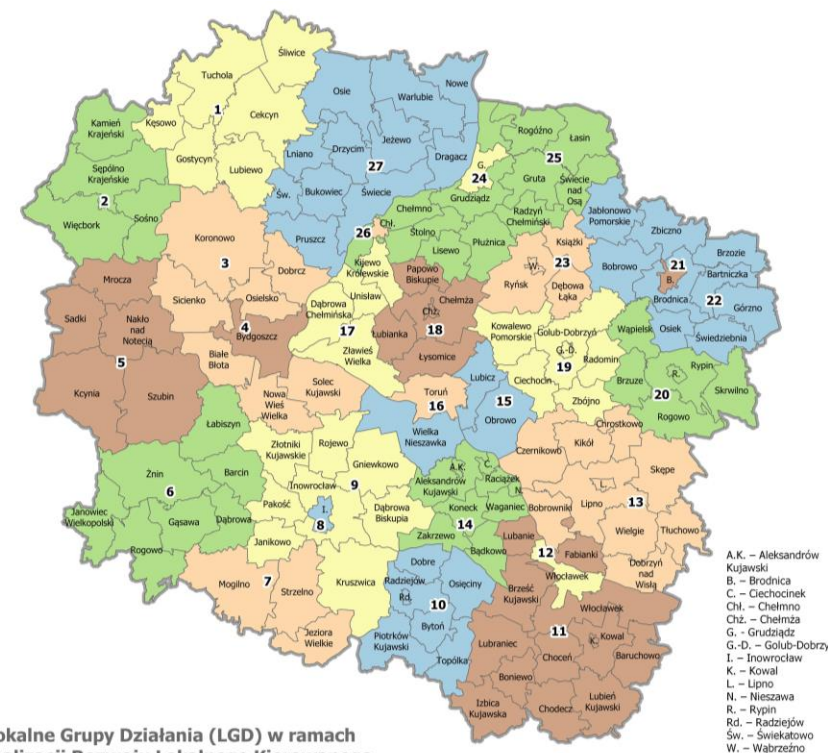 Śliwice
Tuchola
1
Cekcyn
Kęsowo
Gostycyn
Lubiewo
Osie
Warlubie
Nowe
Drzycim
Jeżewo
Lniano
27
Dragacz
Św.
Bukowiec
Świecie
Pruszcz
Kamień
Krajeński
Sępólno
Krajeńskie
2
Więcbork
Sośno
Rogóźno
Łasin
25
G.
24
Gruta
Świecie
nad
Osą
Grudziądz
Chełmno
Radzyń
Chełmiński
Stolno
Płużnica
Lisewo
Chł.
26
Kijewo
Królewskie
Koronowo
3
Dobrcz
Sicienko
Osielsko
4
Bydgoszcz
Białe
Błota
Nowa
Wieś
Wielka
Solec
Kujawski
Mrocza
Sadki
Nakło
nad
Notecią
5
Kcynia
Szubin
Unisław
Dąbrowa
Chełmińska
17
Zławieś
Wielka
Papowo
Biskupie
Chełmża
Chż.
18
Łubianka
Łysomice
Książki
23
W.
Ryńsk
Dębowa
Łąka
Jabłonowo
Pomorskie
Zbiczno
Brzozie
21
B.
Bobrowo
Bartniczka
Brodnica
22
Górzno
Osiek
Świedziebnia
Kowalewo
Pomorskie
Golub-Dobrzyń
G.-D.
19
Radomin
Ciechocin
Zbójno
Wąpielsk
Rypin
R.
Brzuze
20
Skrwilno
Rogowo
Toruń
16
Lubicz
15
Obrowo
Wielka
Nieszawka
Łabiszyn
Żnin
Barcin
6
Janowiec
Wielkopolski
Gąsawa
Dąbrowa
Rogowo
Złotniki
Kujawskie
Rojewo
Gniewkowo
Inowrocław
9
Pakość
I.
8
Dąbrowa
Biskupia
Janikowo
Kruszwica
Mogilno
7
Strzelno
Jeziora
Wielkie
A.K.
C.
Aleksandrów
Kujawski
Raciążek
N.
Koneck
Waganiec
14
Zakrzewo
Bądkowo
Chrostkowo
Czernikowo
Kikół
Skępe
L.
Lipno
13
Bobrowniki
Wielgie
Tłuchowo
Dobrzyń
nad
Wisłą
Lubanie
12
Fabianki
Włocławek
Dobre
Radziejów
Osięciny
Rd.
10
Bytoń
Piotrków
Kujawski
Topólka
Brześć
Kujawski
Włocławek
11
K.
Kowal
Lubraniec
Choceń
Baruchowo
Boniewo
Izbica
Kujawska
Chodecz
Lubień
Kujawski
A.K. – Aleksandrów
Kujawski
B. – Brodnica
C. – Ciechocinek
Chł. – Chełmno
Chż. – Chełmża
G. - Grudziądz
G.-D. – Golub-Dobrzy
I. – Inowrocław
K. – Kowal
L. – Lipno
N. – Nieszawa
R. – Rypin
Rd. – Radziejów
Św. – Świekatowo
W. – Wąbrzeźno
okalne Grupy Działania (LGD) w ramach